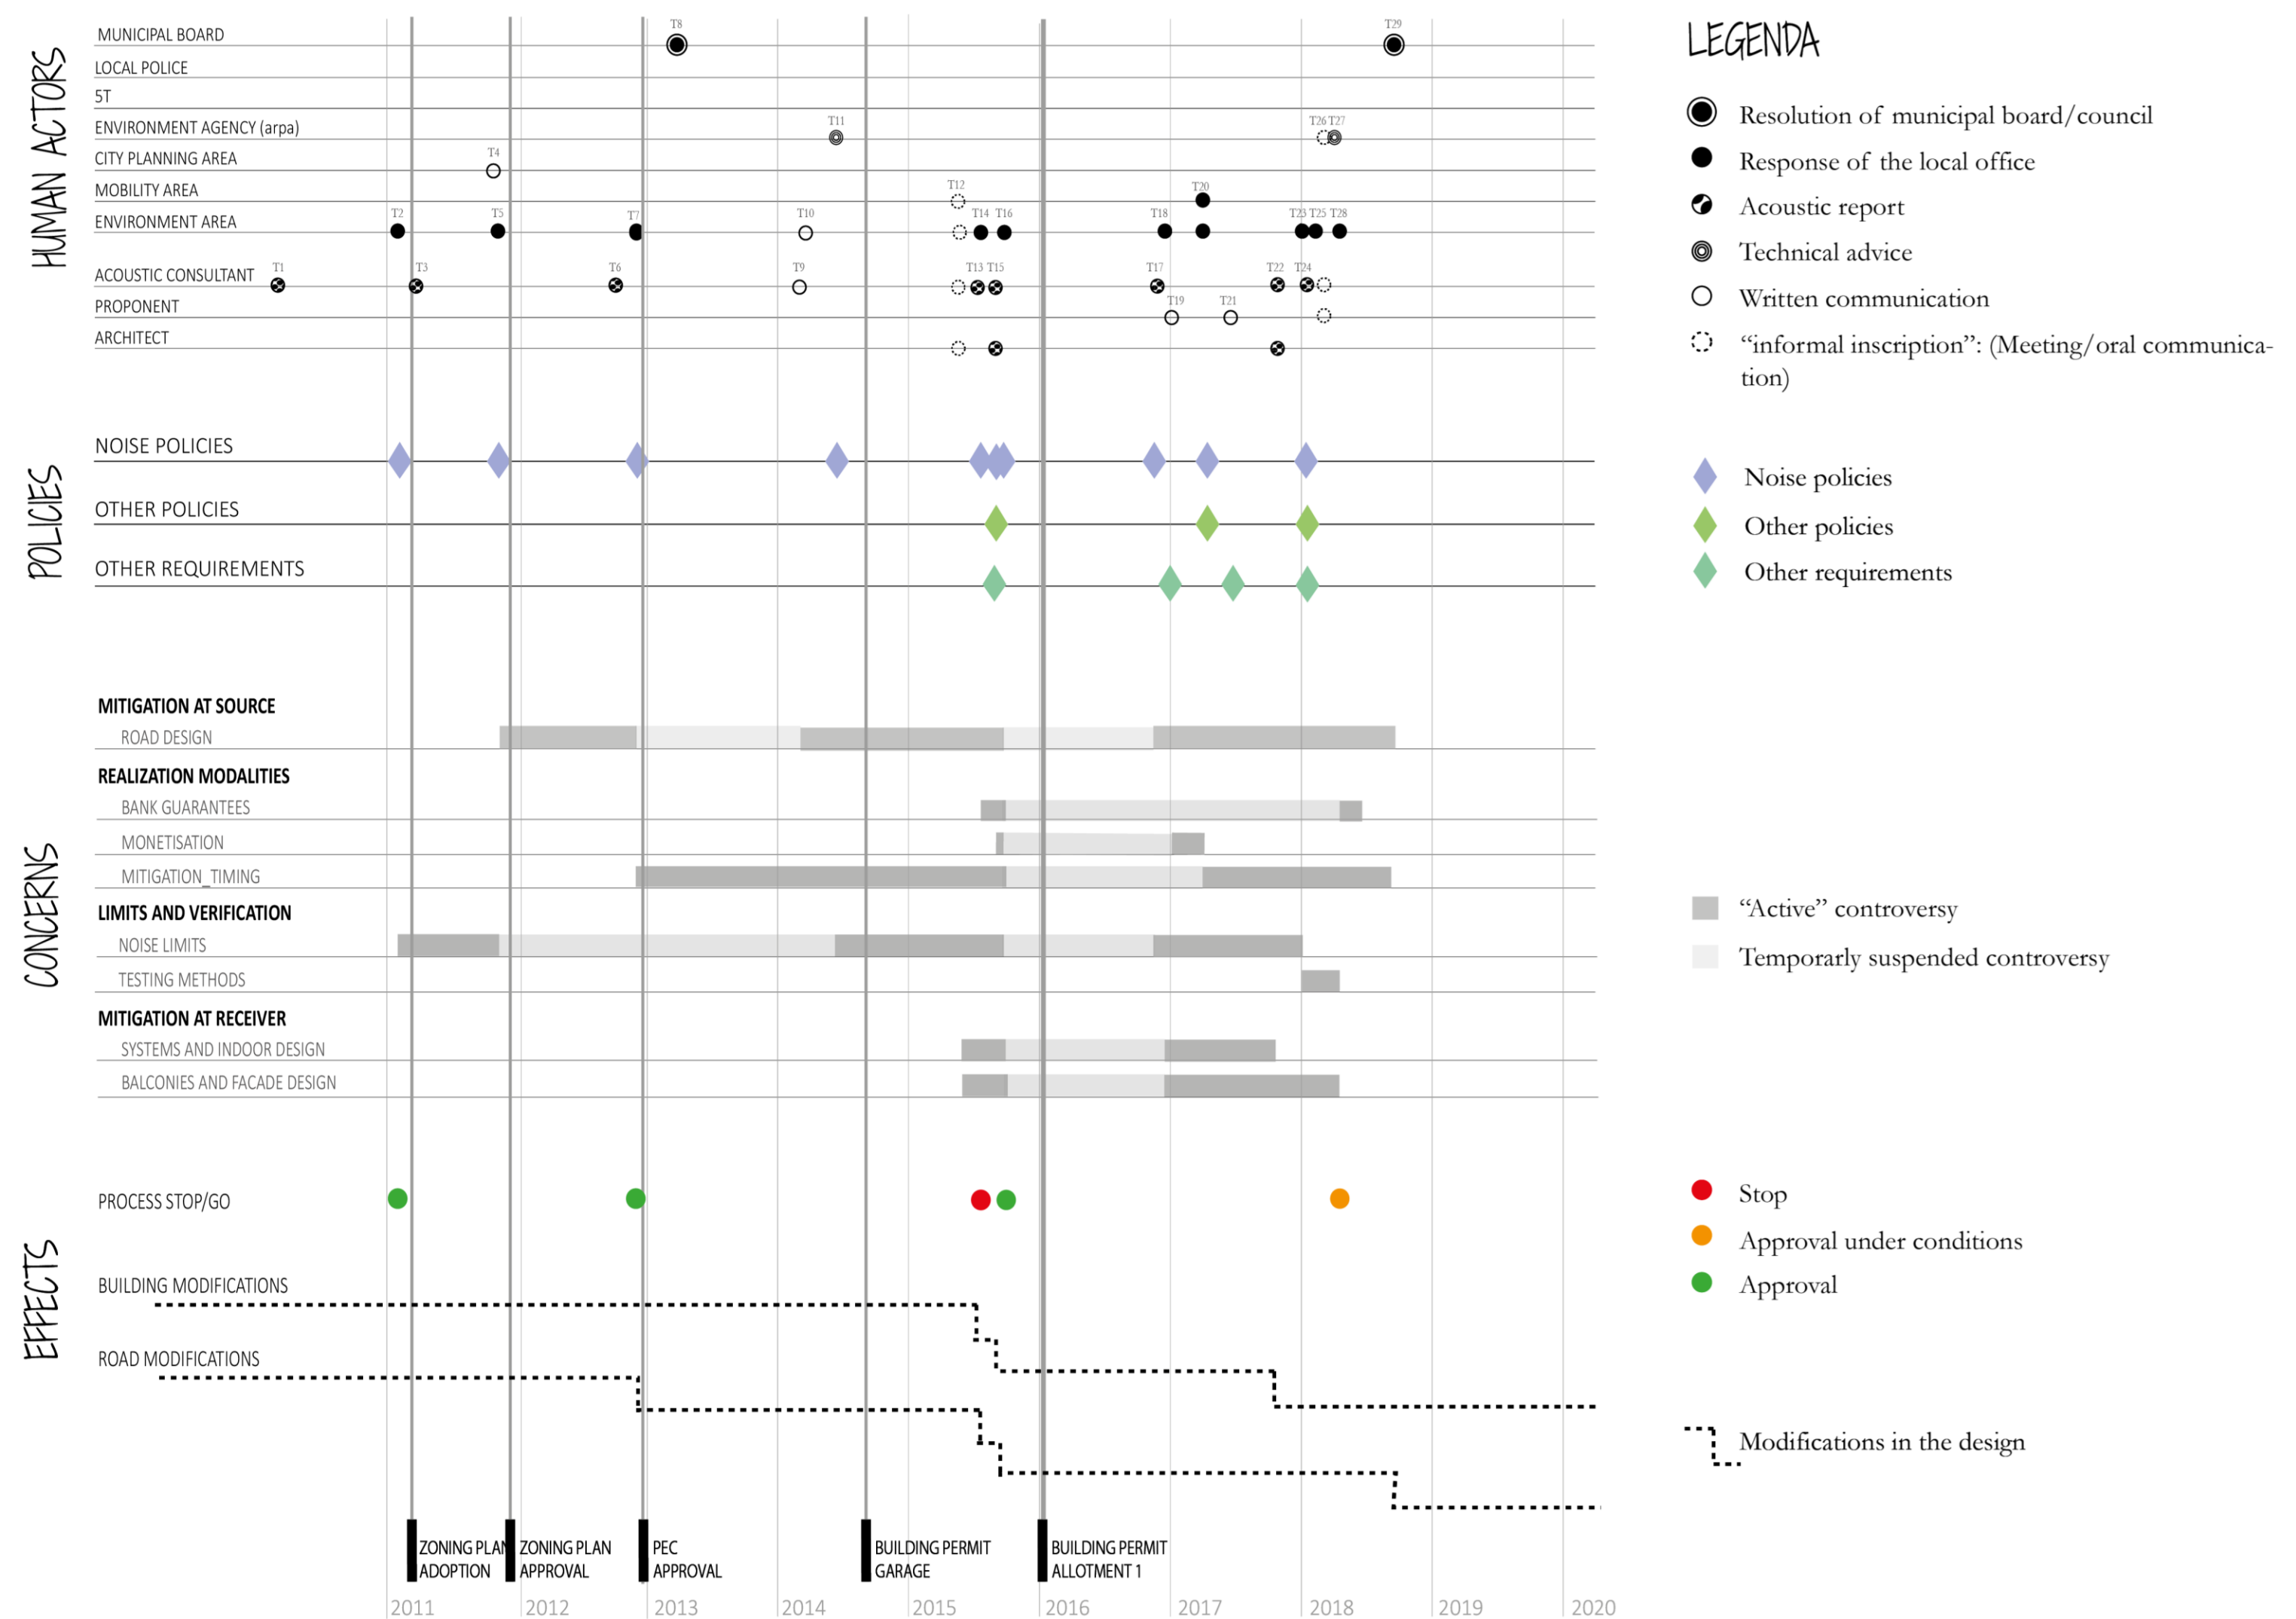 HUMAN ACTORS
MUNICIPAL BOARD
T8
T29
LOCAL POLICE
5T
ENVIRONMENT AGENCY (arpa)
T11
T26 T27
CITY PLANNING AREA
T4
MOBILITY AREA
T12
T20
ENVIRONMENT AREA
T2
T5
T7
T10
T14 T16
T18
T23 T25 T28
ACOUSTIC CONSULTANT
T1
T3
T6
T9
T13 T15
T17
T22 T24
PROPONENT
T19
T21
ARCHITECT
POLICIES
NOISE POLICIES
OTHER POLICIES
OTHER REQUIREMENTS
CONCERNS
MITIGATION AT SOURCE
ROAD DESIGN
REALIZATION MODALITIES
BANK GUARANTEES
MONETISATION
MITIGATION_TIMING
LIMITS AND VERIFICATION
NOISE LIMITS
TESTING METHODS
MITIGATION AT RECEIVER
SYSTEMS AND INDOOR DESIGN
BALCONIES AND FACADE DESIGN
EFFECTS
PROCESS STOP/GO
BUILDING MODIFICATIONS
ROAD MODIFICATIONS
ZONING PLAN
ADOPTION
ZONING PLAN
APPROVAL
PEC
APPROVAL
BUILDING PERMIT
GARAGE
BUILDING PERMIT
ALLOTMENT 1
2011 2012 2013 2014 2015 2016 2017 2018 2019 2020
LEGENDA
Resolution of municipal board/council
Response of the local office
Acoustic report
Technical advice
Written communication
“informal inscription”: (Meeting/oral communica-
tion)
Noise policies
Other policies
Other requirements
“Active” controversy
Temporarly suspended controversy
Stop
Approval under conditions
Approval
Modifications in the design